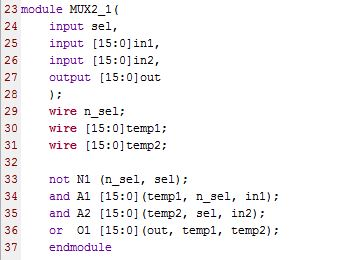 23 module MUX2_1(
24 input sel,
25 input [15:0]in1,
26 input [15:0]in2,
27 output [15:0]out
28 );
29 wire n_sel;
30 wire [15:0]temp1;
31 wire [15:0]temp2;
32
33 not N1 (n_sel, sel);
34 and A1 [15:0](temp1, n_sel, in1);
35 and A2 [15:0](temp2, sel, in2);
36 or O1 [15:0](out, temp1, temp2);
37 endmodule